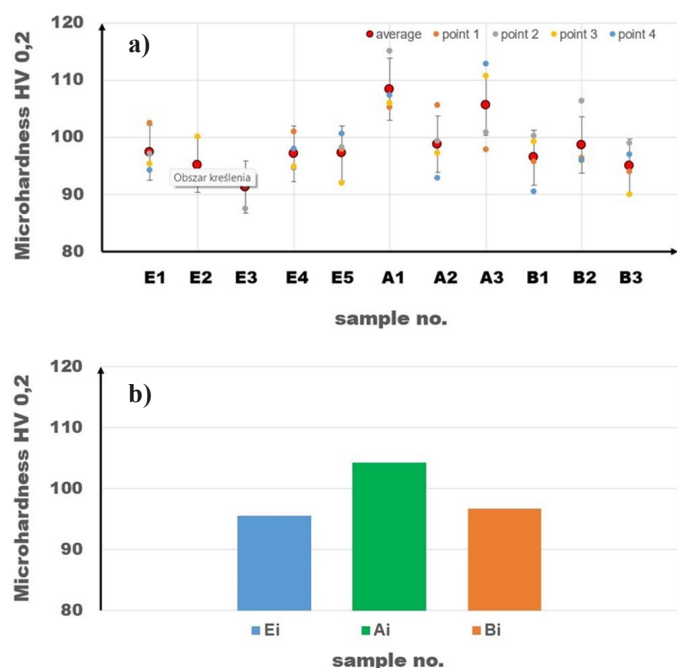 a)
average point 1 point 2 point 3 point 4
Microhardness HV 0,2
120
110
100
90
80
Obszar kreślenia
E1 E2 E3 E4 E5 A1 A2 A3 B1 B2 B3
sample no.
b)
Microhardness HV 0,2
120
110
100
90
80
Ei Ai Bi
sample no.